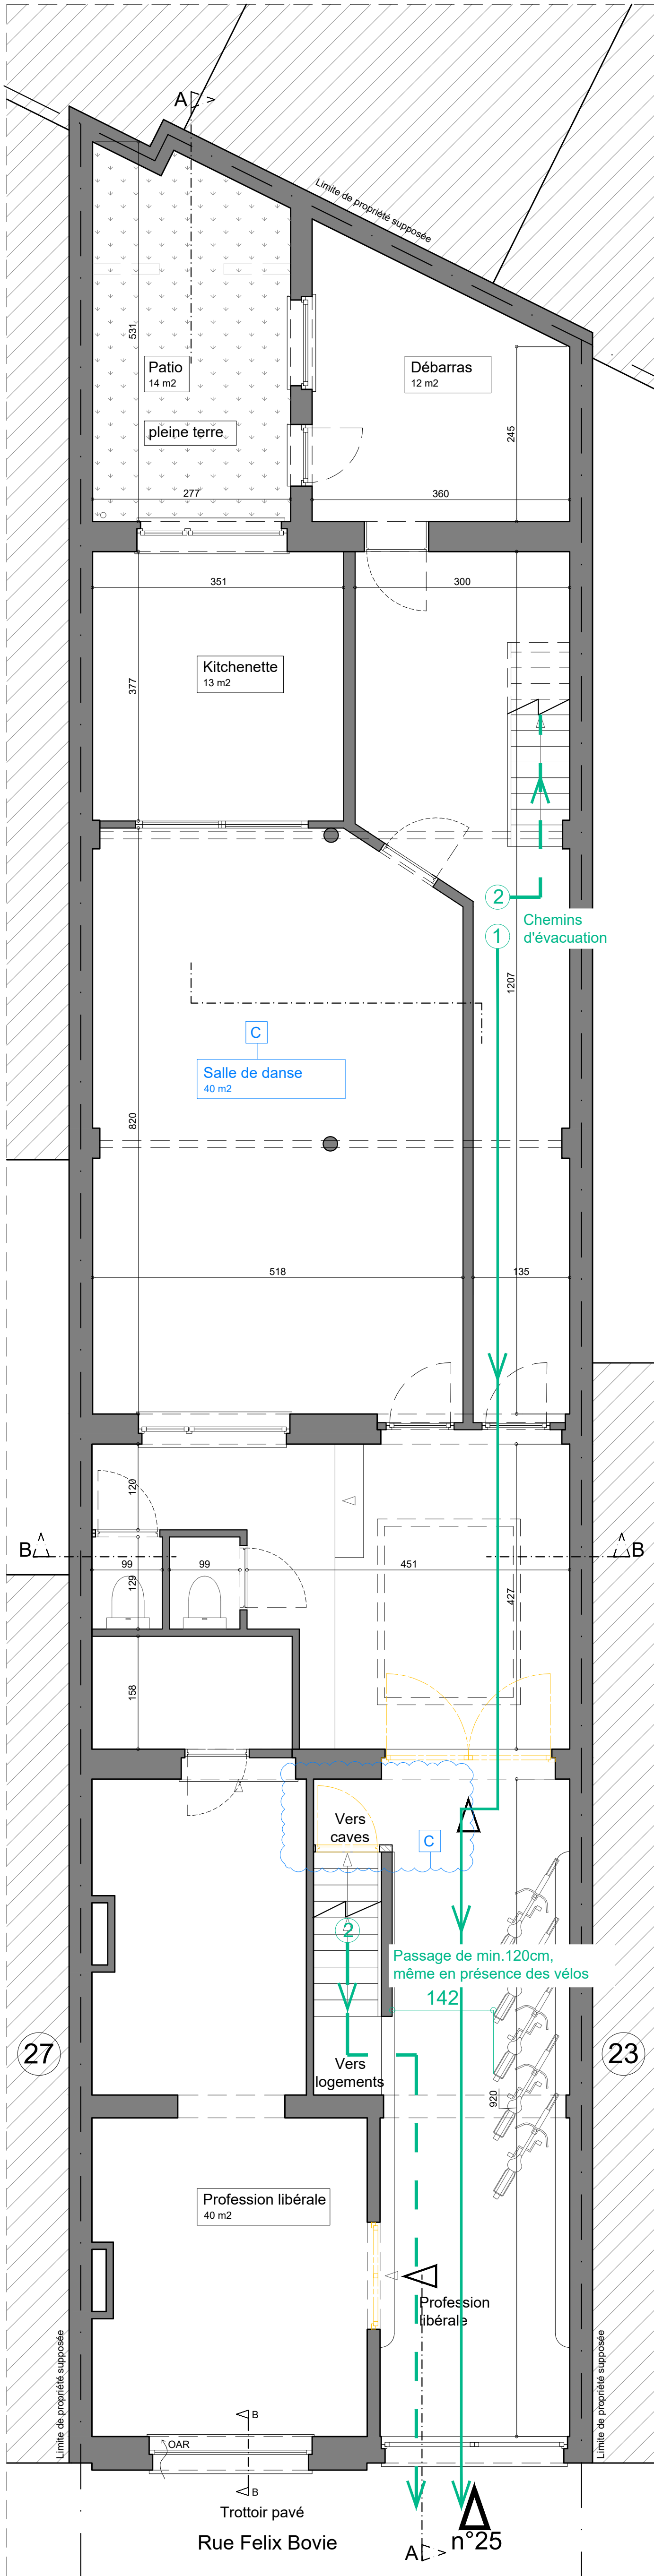 A
Limite de propriété supposée
531
Patio
14 m2
Débarras
12 m2
pleine terre
245
277
360
351
300
Kitchenette
13 m2
377
2
Chemins
d'évacuation
1
1207
C
Salle de danse
40 m2
820
518
135
120
B
B
99
99
451
129
427
158
Vers
caves
C
2
Passage de min.120cm,
même en présence des vélos
142
27
23
Vers
logements
920
Profession libérale
40 m2
Profession
libérale
Limite de propriété supposée
Limite de propriété supposée
B
OAR
B
Trottoir pavé
Rue Felix Bovie
A
n°25